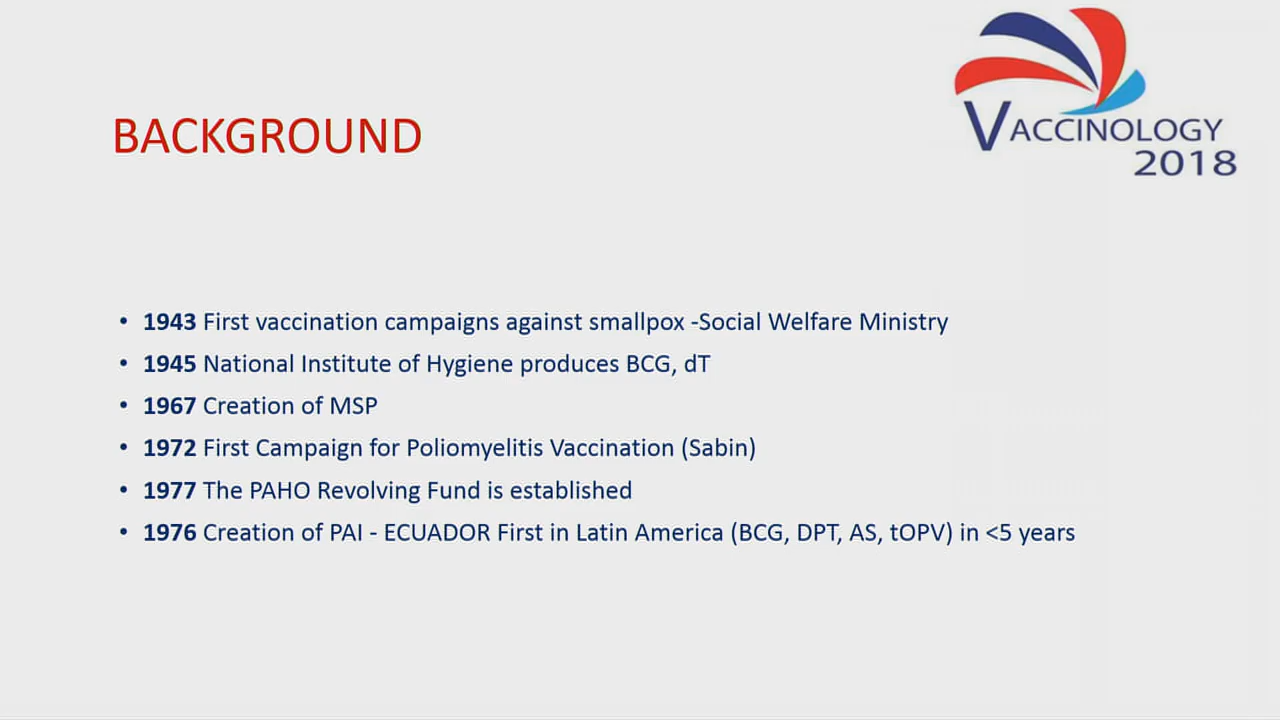 VACCINOLOGY
2018
BACKGROUND
• 1943 First vaccination campaigns against smallpox -Social Welfare Ministry
• 1945 National Institute of Hygiene produces BCG, dT
• 1967 Creation of MSP
• 1972 First Campaign for Poliomyelitis Vaccination (Sabin)
• 1977 The PAHO Revolving Fund is established
• 1976 Creation of PAI - ECUADOR First in Latin America (BCG, DPT, AS, tOPV) in <5 years